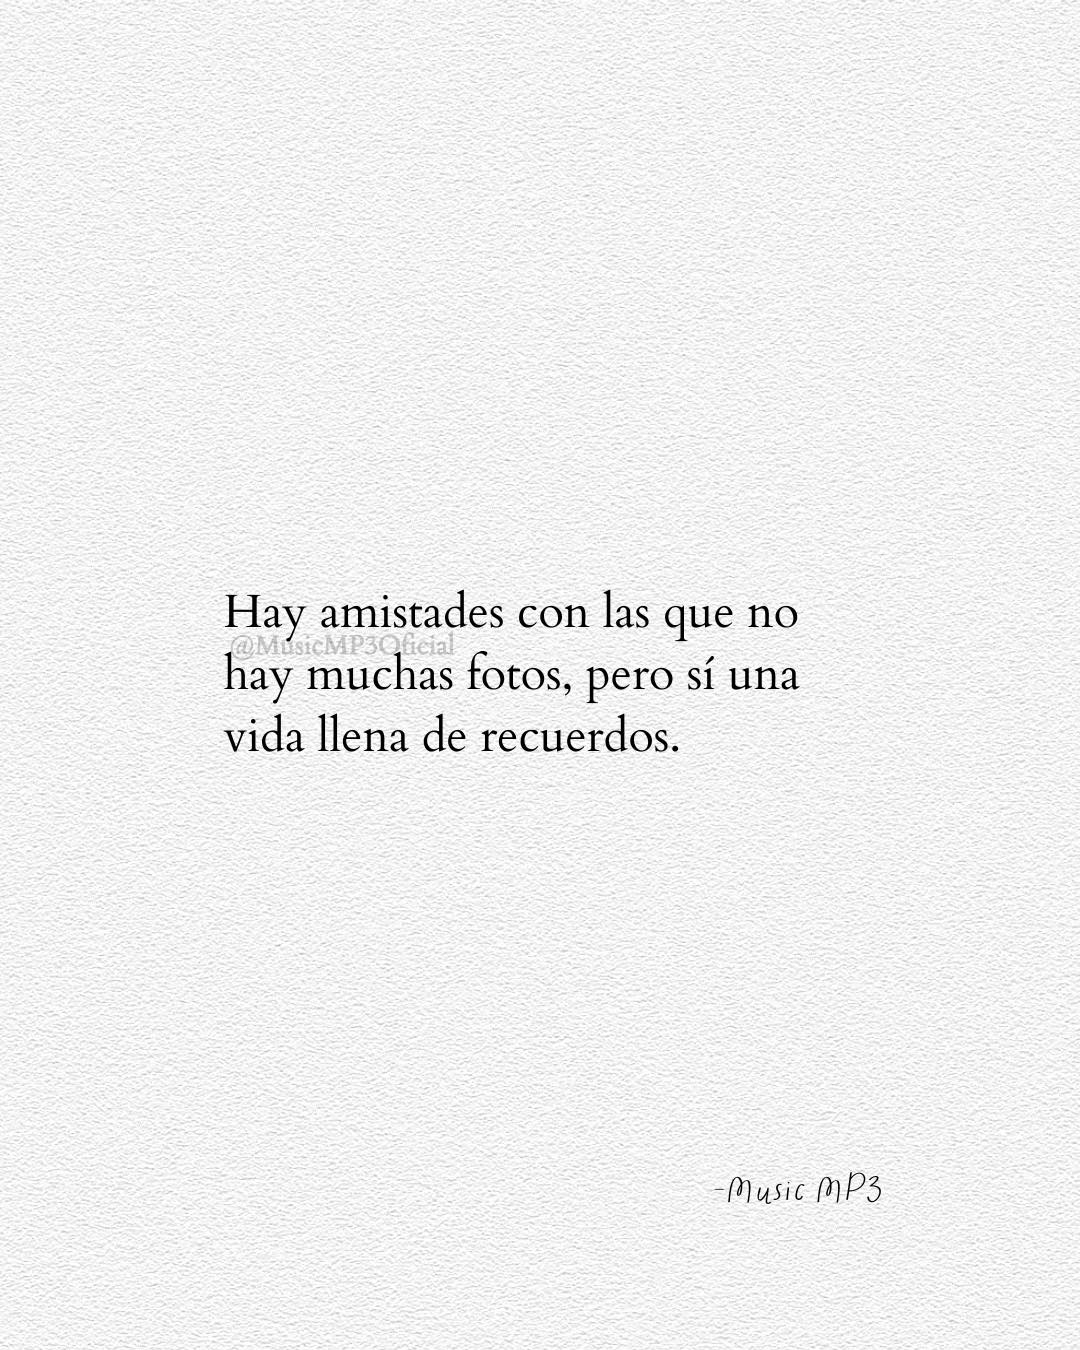 Hay amistades con las que no
@MusicMP3Oficial
hay muchas fotos, pero sí una
vida llena de recuerdos.
-Music MP3